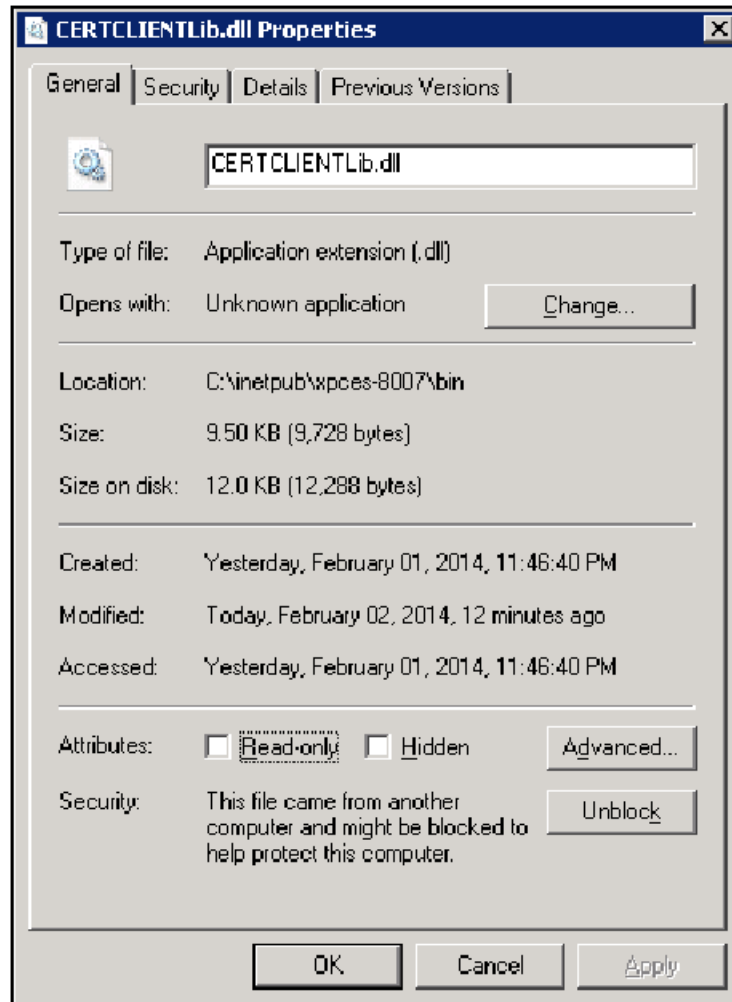 CERTCLIENTLib.dll Properties
General Security Details Previous Versions
CERTCLIENTLib.dll
Type of file: Application extension (.dll)
Opens with: Unknown application Change...
Location: C:\inetpub\xpces-8007\bin
Size: 9.50 KB (9,728 bytes)
Size on disk: 12.0 KB (12,288 bytes)
Created: Yesterday, February 01, 2014, 11:46:40 PM
Modified: Today, February 02, 2014, 12 minutes ago
Accessed: Yesterday, February 01, 2014, 11:46:40 PM
Attributes: Read-only Hidden Advanced...
Security: This file came from another Unblock
computer and might be blocked to
help protect this computer.
OK Cancel Apply